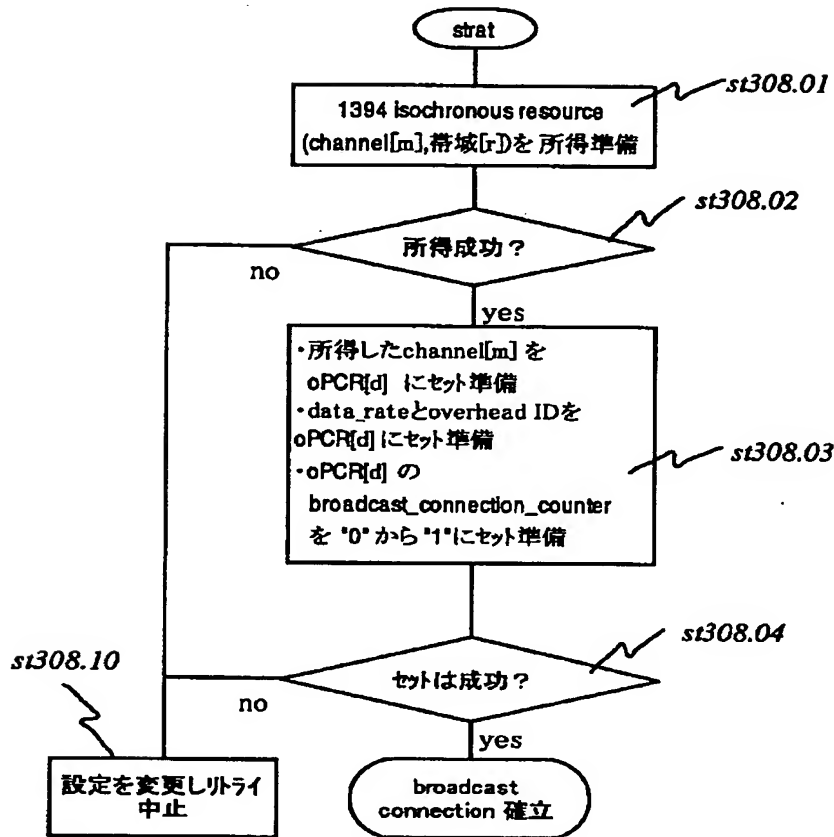 strat
st308.01
1394 isochronous resource
(channel[m],帯域[r])を 所得準備
st308.02
所得成功？
no
yes
・所得したchannel[m] を
oPCR[d] にセット準備
・data_rateとoverhead IDを
oPCR[d] にセット準備
・oPCR[d] の
broadcast_connection_counter
を "0" から "1"にセット準備
st308.03
st308.04
セットは成功？
no
yes
st308.10
設定を変更しリトライ
中止
broadcast
connection 確立